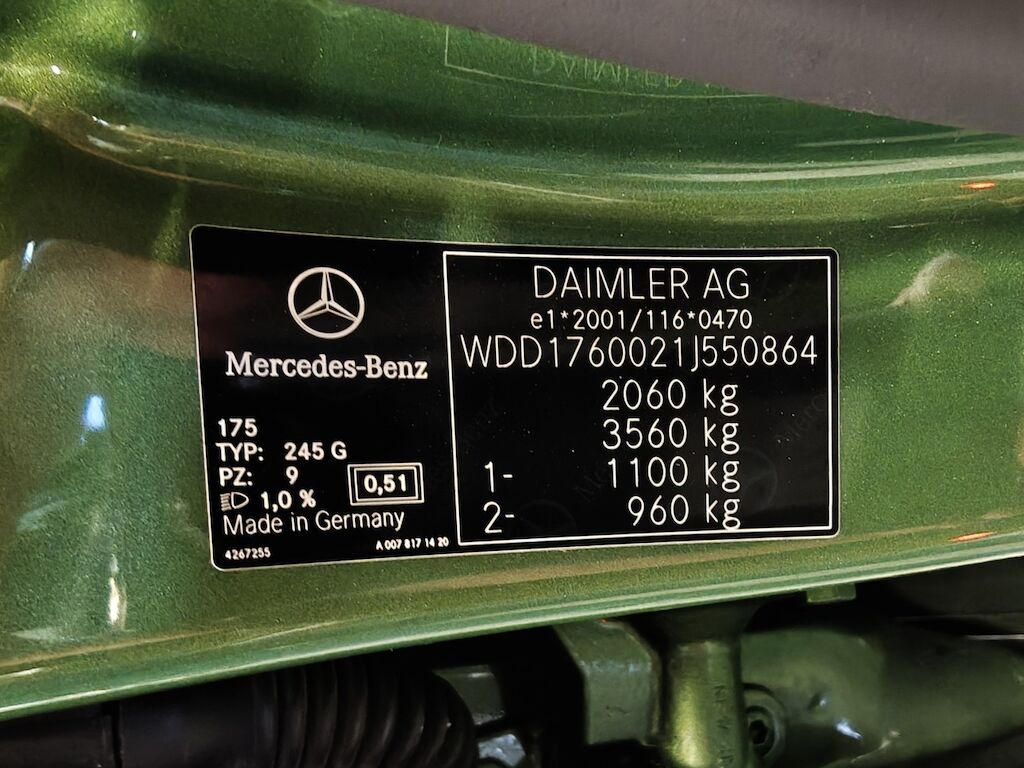 Mercedes-Benz
175
TYP: 245 G
PZ: 9
1,0 %
0,51
Made in Germany
4267255
A 007 817 14 20
DAIMLER AG
e1*2001/116*0470
WDD1760021J550864
2060 kg
3560 kg
1- 1100 kg
2- 960 kg